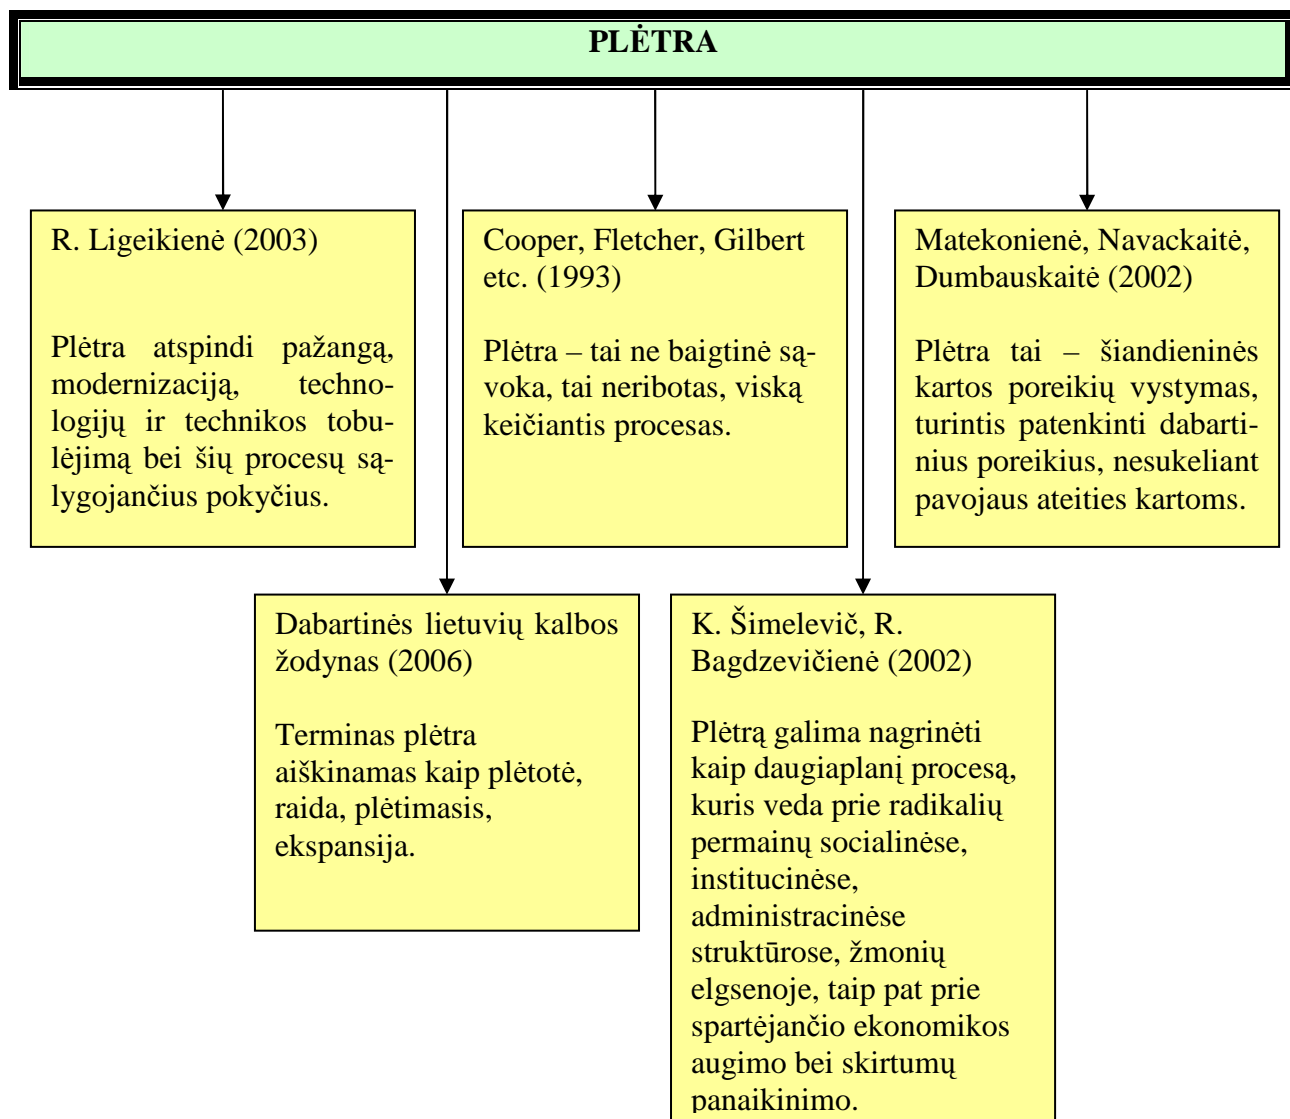 PLĖTRA
R. Ligeikienė (2003)
Plėtra atspindi pažangą,
modernizaciją, techno-
logijų ir technikos tobu-
lėjimą bei šių procesų są-
lygojančius pokyčius.
Cooper, Fletcher, Gilbert
etc. (1993)
Plėtra – tai ne baigtinė są-
voka, tai neribotas, viską
keičiantis procesas.
Matekonienė, Navackaitė,
Dumbauskaitė (2002)
Plėtra tai – šiandieninės
kartos poreikių vystymas,
turintis patenkinti dabarti-
nius poreikius, nesukeliant
pavojaus ateities kartoms.
Dabartinės lietuvių kalbos
žodynas (2006)
Terminas plėtra
aiškinamas kaip plėtotė,
raida, plėtimasis,
ekspansija.
K. Šimelevič, R.
Bagdzevičienė (2002)
Plėtrą galima nagrinėti
kaip daugiaplanį procesą,
kuris veda prie radikalių
permainų socialinėse,
institucinėse,
administracinėse
struktūrose, žmonių
elgsenoje, taip pat prie
spartėjančio ekonomikos
augimo bei skirtumų
panaikinimo.